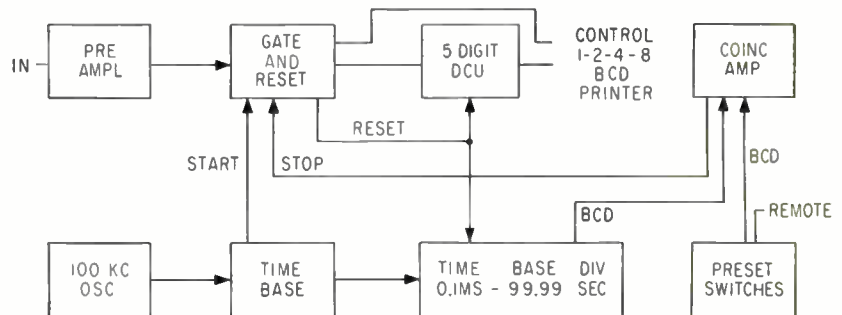 IN
PRE
AMPL
GATE
AND
RESET
5 DIGIT
DCU
CONTROL
1-2-4-8
BCD
PRINTER
COINC
AMP
RESET
START
STOP
BCD
BCD
REMOTE
100 KC
OSC
TIME
BASE
TIME BASE DIV
0.1MS - 99.99 SEC
PRESET
SWITCHES